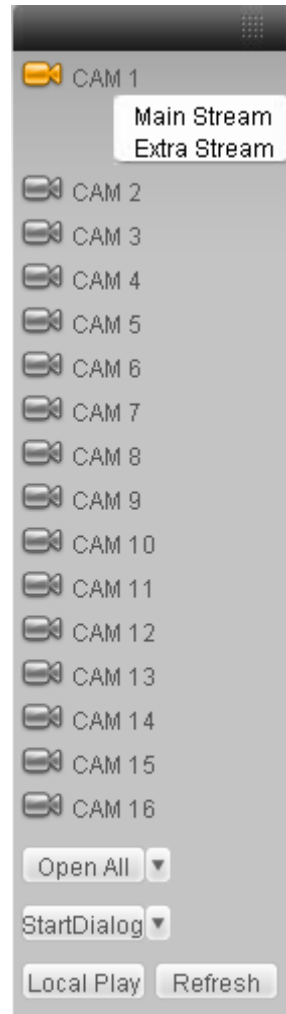 CAM 1
Main Stream
Extra Stream
CAM 2
CAM 3
CAM 4
CAM 5
CAM 6
CAM 7
CAM 8
CAM 9
CAM 10
CAM 11
CAM 12
CAM 13
CAM 14
CAM 15
CAM 16
Open All
StartDialog
Local Play Refresh